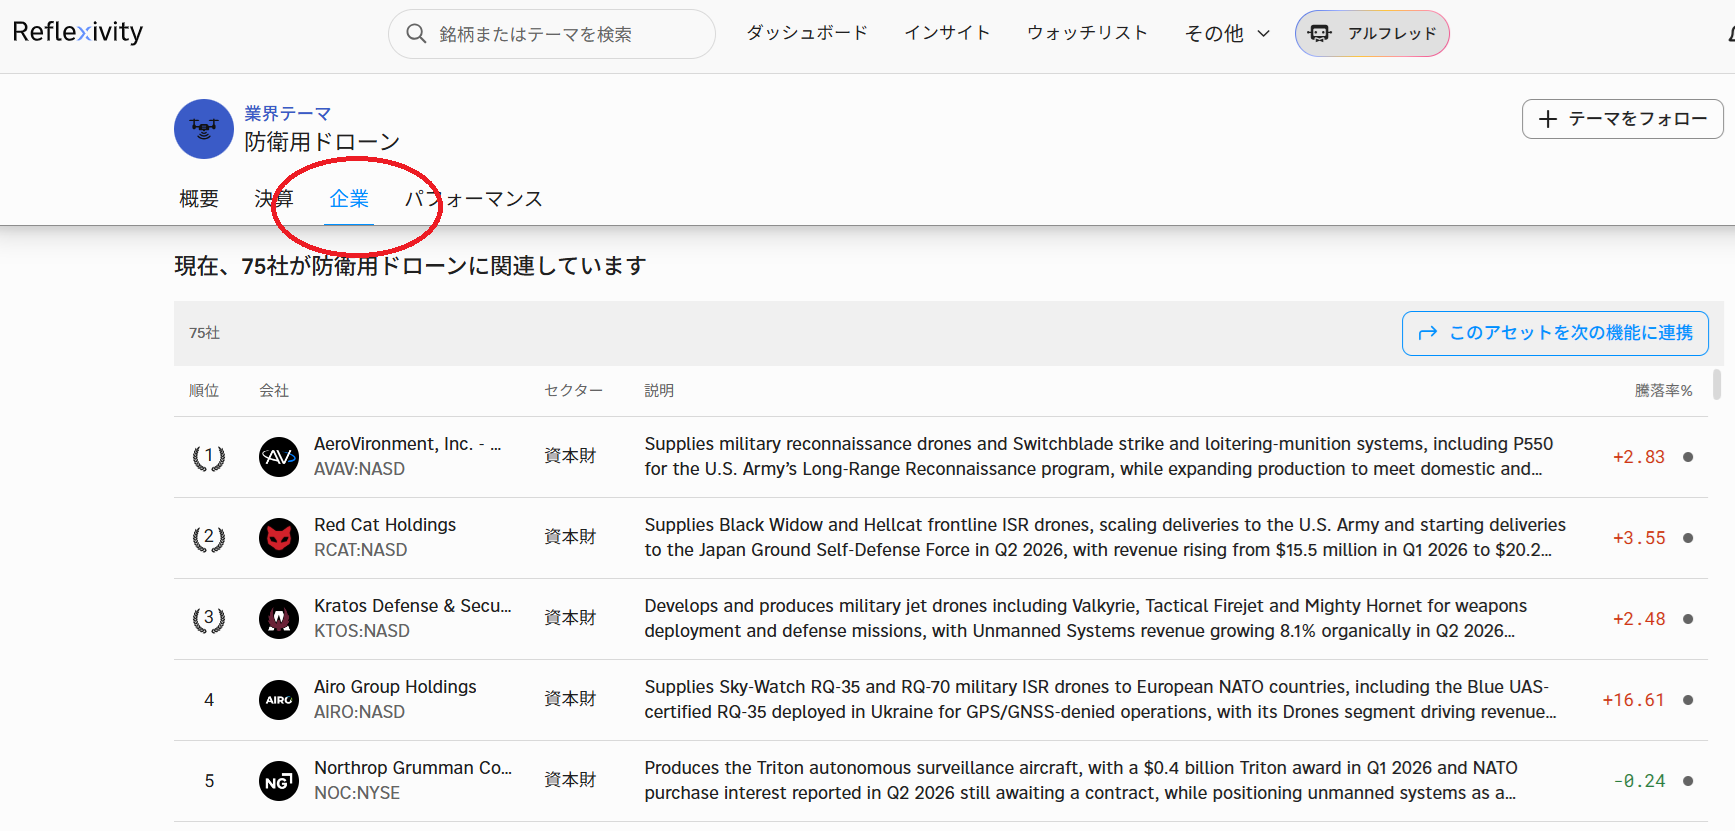 Reflexivity
銘柄またはテーマを検索
ダッシュボード
インサイト
ウォッチリスト
その他
アルフレッド
業界テーマ
防衛用ドローン
テーマをフォロー
概要
決算
企業
パフォーマンス
現在、75社が防衛用ドローンに関連しています
75社
このアセットを次の機能に連携
順位
会社
セクター
説明
騰落率%
1
AV
AeroVironment, Inc. - ...
AVAV:NASD
資本財
Supplies military reconnaissance drones and Switchblade strike and loitering-munition systems, including P550
for the U.S. Army’s Long-Range Reconnaissance program, while expanding production to meet domestic and...
+2.83
2
Red Cat Holdings
RCAT:NASD
資本財
Supplies Black Widow and Hellcat frontline ISR drones, scaling deliveries to the U.S. Army and starting deliveries
to the Japan Ground Self-Defense Force in Q2 2026, with revenue rising from $15.5 million in Q1 2026 to $20.2...
+3.55
3
Kratos Defense & Secu...
KTOS:NASD
資本財
Develops and produces military jet drones including Valkyrie, Tactical Firejet and Mighty Hornet for weapons
deployment and defense missions, with Unmanned Systems revenue growing 8.1% organically in Q2 2026...
+2.48
4
AIRO
Airo Group Holdings
AIRO:NASD
資本財
Supplies Sky-Watch RQ-35 and RQ-70 military ISR drones to European NATO countries, including the Blue UAS-
certified RQ-35 deployed in Ukraine for GPS/GNSS-denied operations, with its Drones segment driving revenue...
+16.61
5
NG
Northrop Grumman Co...
NOC:NYSE
資本財
Produces the Triton autonomous surveillance aircraft, with a $0.4 billion Triton award in Q1 2026 and NATO
purchase interest reported in Q2 2026 still awaiting a contract, while positioning unmanned systems as a...
-0.24